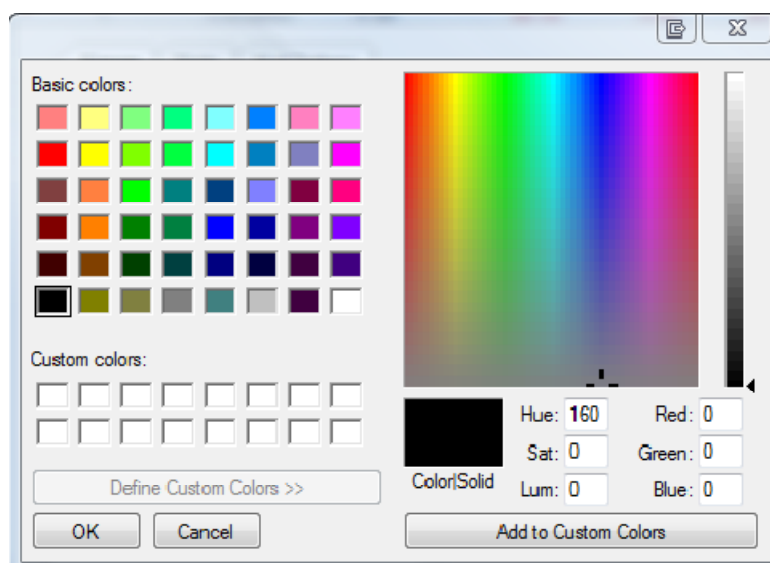 Basic colors:
Custom colors:
Define Custom Colors >>
OK Cancel
Color|Solid
Hue: 160 Red: 0
Sat: 0 Green: 0
Lum: 0 Blue: 0
Add to Custom Colors